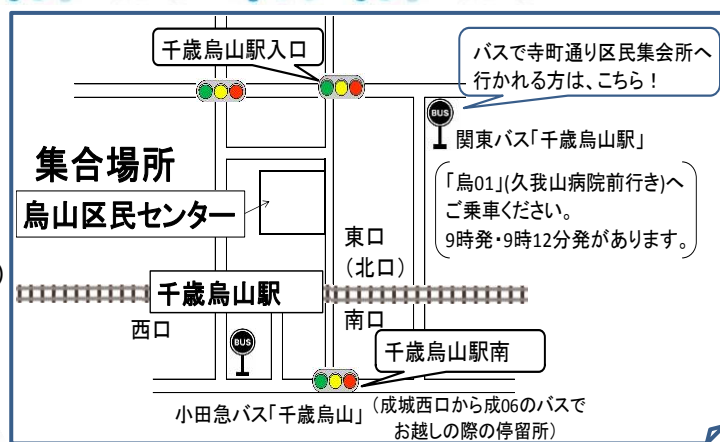 千歳烏山駅入口
バスで寺町通り区民集会所へ
行かれる方は、こちら！
BUS
関東バス「千歳烏山駅」
「烏01」(久我山病院前行き)へ
ご乗車ください。
9時発・9時12分発があります。
集合場所
烏山区民センター
東口
（北口）
)
千歳烏山駅
西口
南口
BUS
千歳烏山駅南
小田急バス「千歳烏山」
（成城西口から成06のバスで
お越しの際の停留所）